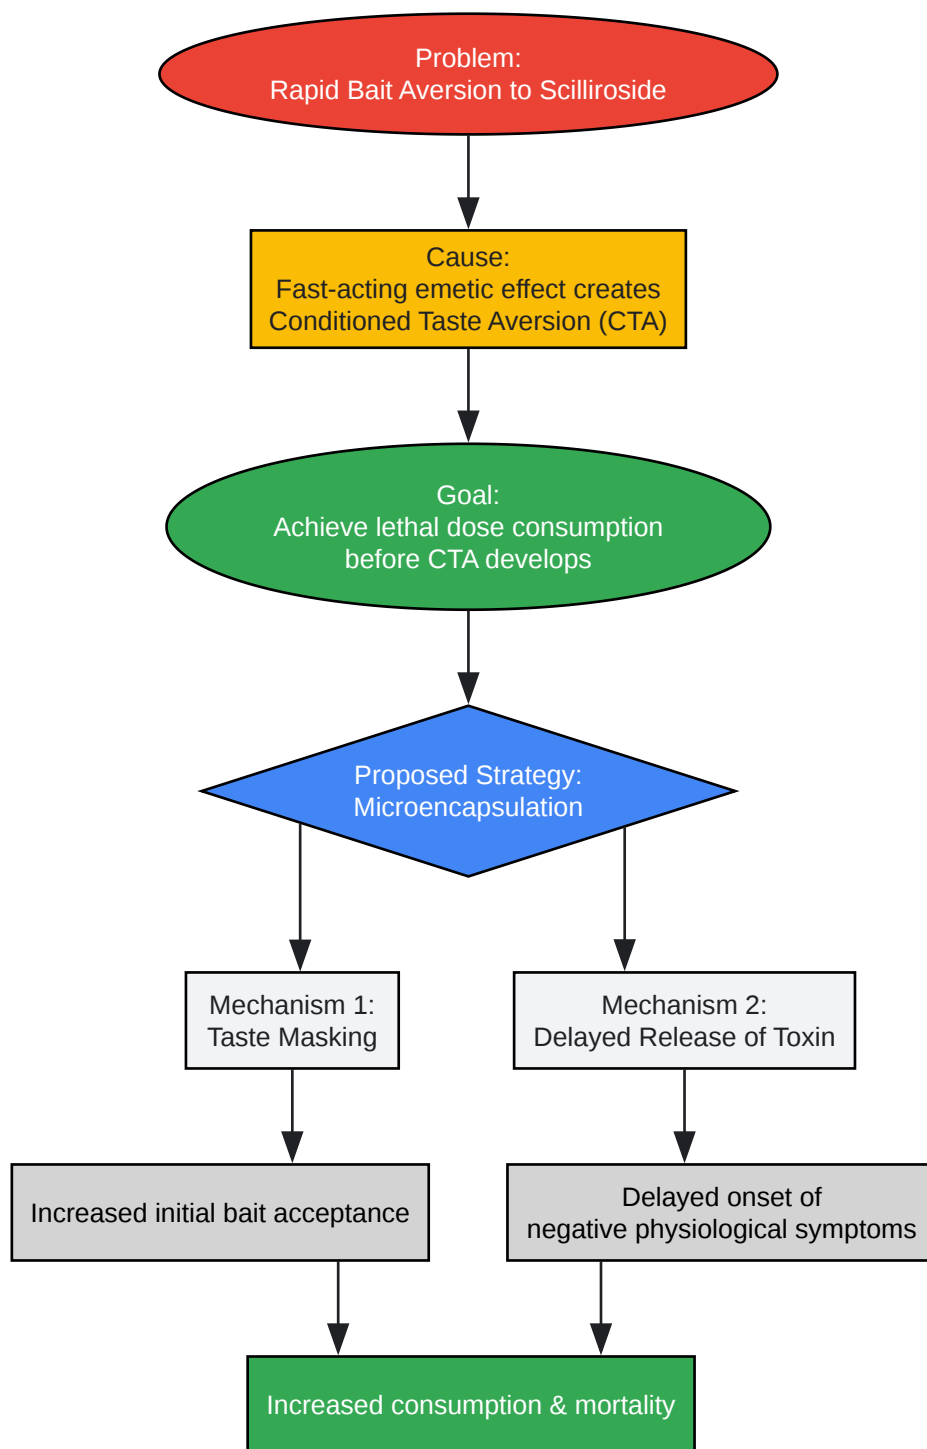 Problem:
Rapid Bait Aversion to Scilliroside
Cause:
Fast-acting emetic effect creates
Conditioned Taste Aversion (CTA)
Goal:
Achieve lethal dose consumption
before CTA develops
Proposed Strategy:
Microencapsulation
Mechanism 1:
Taste Masking
Mechanism 2:
Delayed Release of Toxin
Increased initial bait acceptance
Delayed onset of
negative physiological symptoms
Increased consumption & mortality